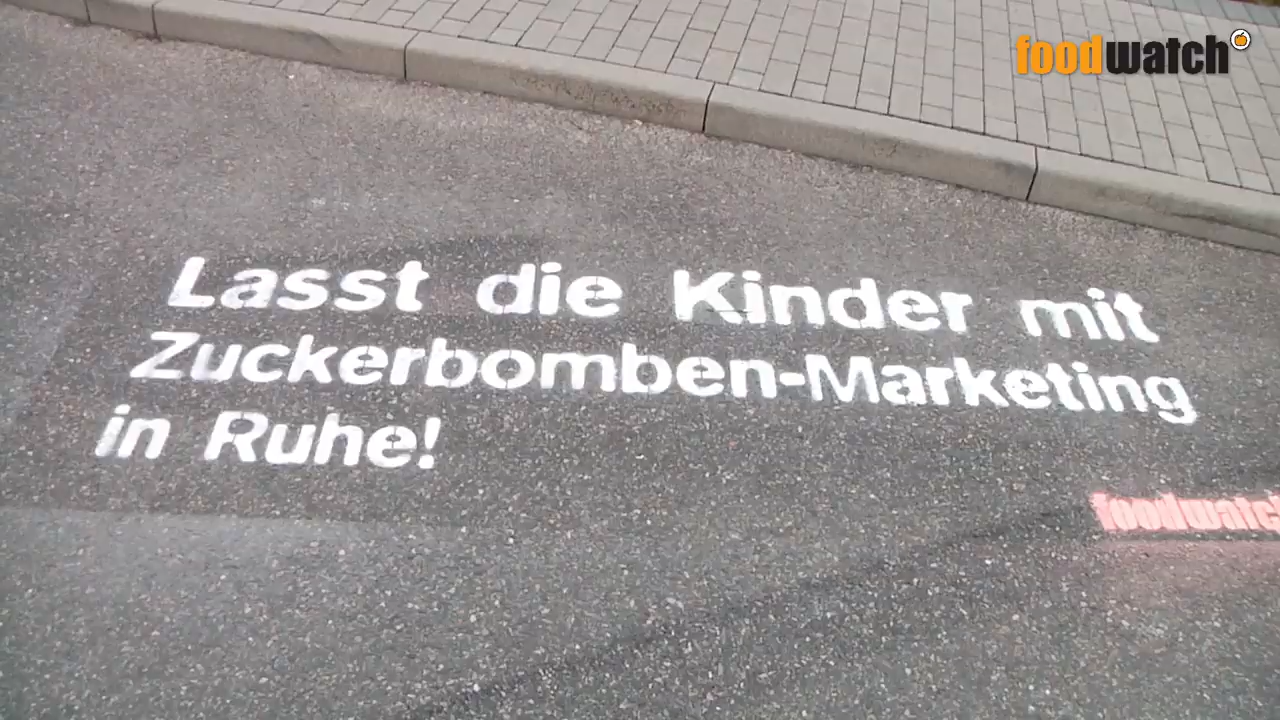 foodwatch
Lasst die Kinder mit
Zuckerbomben-Marketing
in Ruhe!
foodwatch